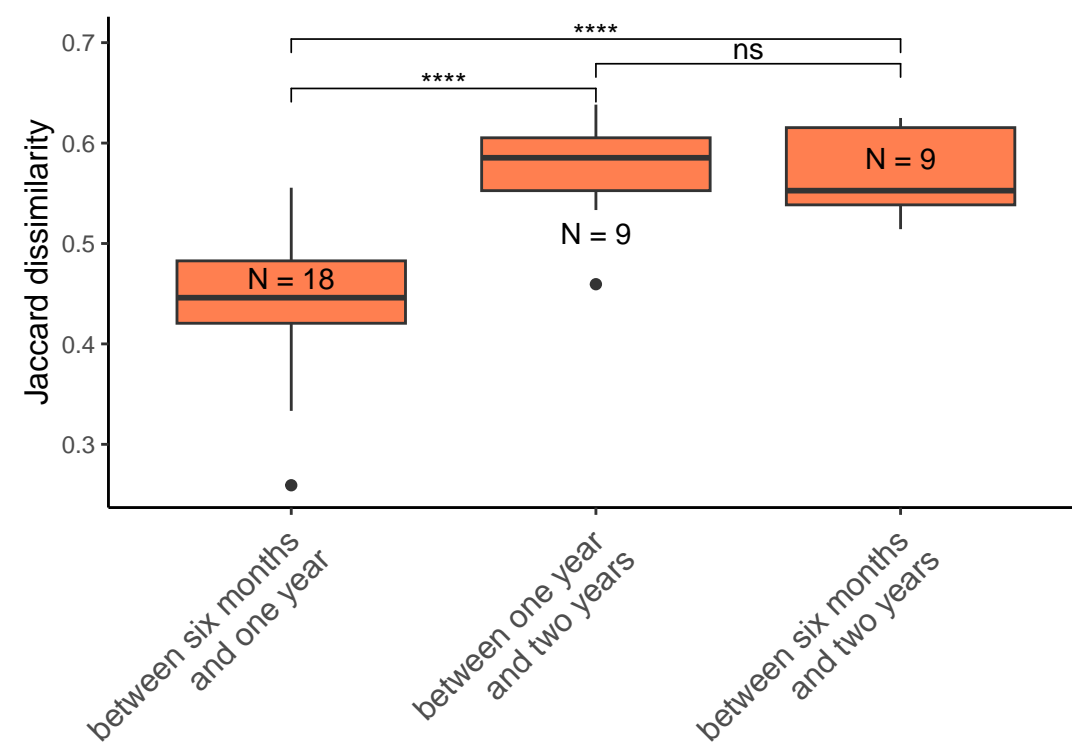 ****
ns
****
0.7
0.6
0.5
0.4
0.3
Jaccard dissimilarity
N = 18
N = 9
N = 9
between six months
and one year
between one year
and two years
between six months
and two years